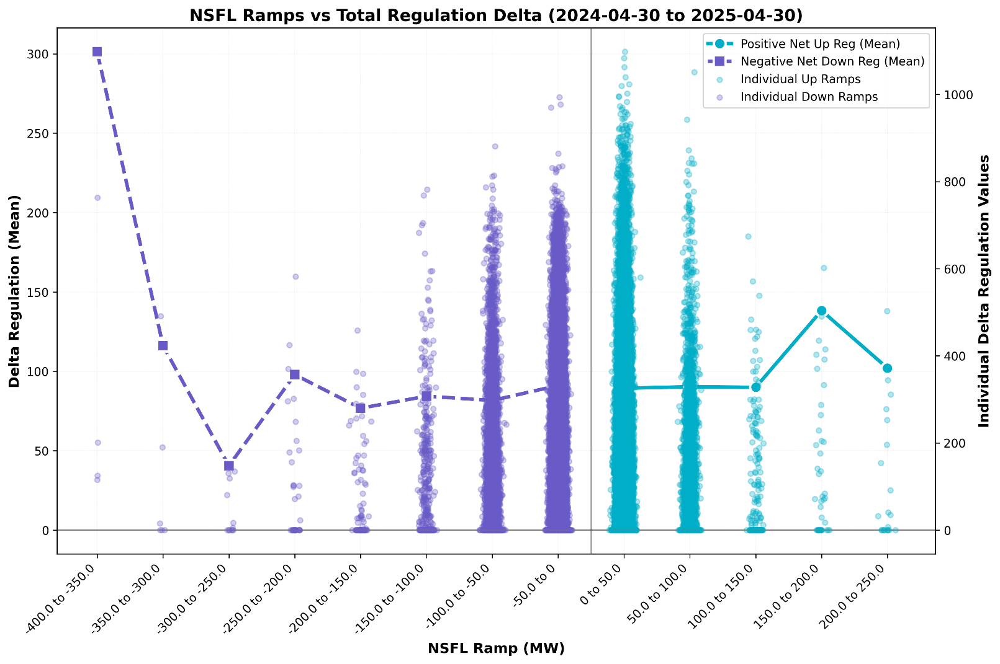 NSFL Ramps vs Total Regulation Delta (2024-04-30 to 2025-04-30)
Positive Net Up Reg (Mean)
Negative Net Down Reg (Mean)
Individual Up Ramps
Individual Down Ramps
Delta Regulation (Mean)
300
250
200
150
100
50
0
Individual Delta Regulation Values
1000
800
600
400
200
0
-400.0 to -350.0
-350.0 to -300.0
-300.0 to -250.0
-250.0 to -200.0
-200.0 to -150.0
-150.0 to -100.0
-100.0 to -50.0
-50.0 to 0
0 to 50.0
50.0 to 100.0
100.0 to 150.0
150.0 to 200.0
200.0 to 250.0
NSFL Ramp (MW)